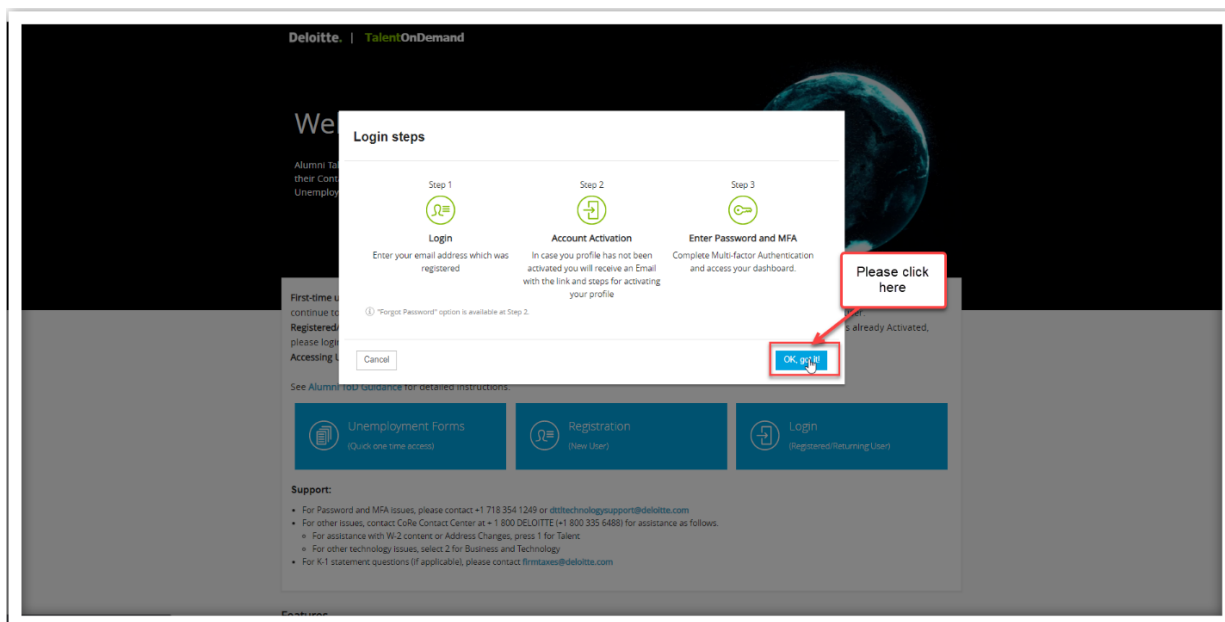 Deloitte. | TalentOnDemand
Wel
Alumni Tal
their Cont
Unemploy
Login steps
Step 1
Step 2
Step 3
Login
Account Activation
Enter Password and MFA
Enter your email address which was
registered
In case you profile has not been
activated you will receive an Email
with the link and steps for activating
your profile
Complete Multi-factor Authentication
and access your dashboard.
"Forgot Password" option is available at Step 2.
Please click
here
Cancel
OK, got it!
First-time u
continue to
Registered/
s already Activated,
please login
Accessing U
See Alumni ToD Guidance for detailed instructions.
Unemployment Forms
(Quick one time access)
Registration
(New User)
Login
(Registered/Returning User)
Support:
• For Password and MFA issues, please contact +1 718 354 1249 or dttltechnologysupport@deloitte.com
• For other issues, contact CoRe Contact Center at + 1 800 DELOITTE (+1 800 335 6488) for assistance as follows.
For assistance with W-2 content or Address Changes, press 1 for Talent
For other technology issues, select 2 for Business and Technology
• For K-1 statement questions (if applicable), please contact firmtaxes@deloitte.com
Features